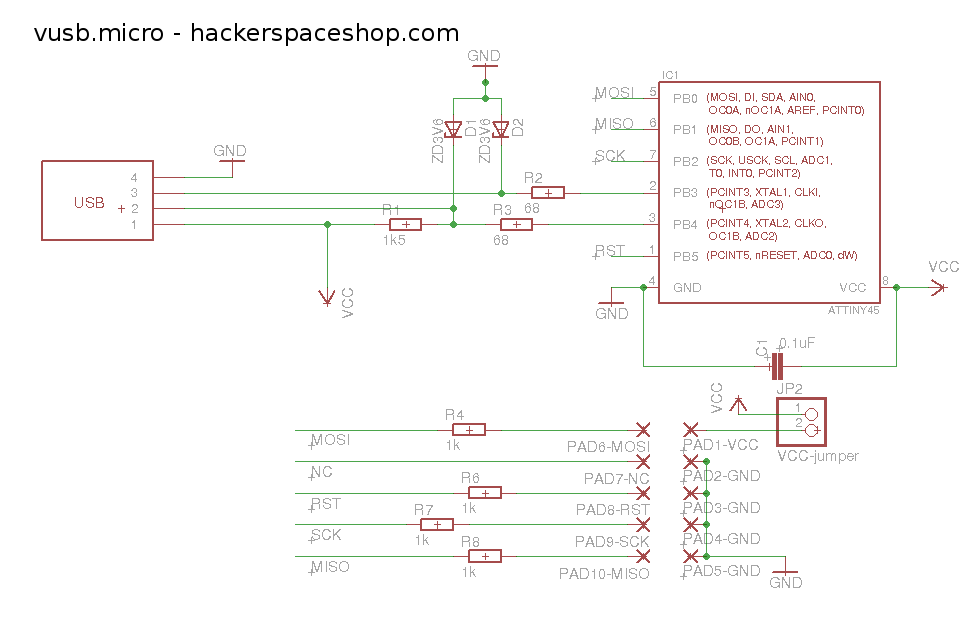 vusb.micro - hackerspaceshop.com
GND
IC1
MOSI
5
PB0
(MOSI, DI, SDA, AIN0,
OC0A, nOC1A, AREF, PCINT0)
MISO
6
PB1
(MISO, DO, AIN1,
OC0B, OC1A, PCINT1)
SCK
7
PB2
(SCK, USCK, SCL, ADC1,
T0, INT0, PCINT2)
2
PB3
(PCINT3, XTAL1, CLKI,
nOC1B, ADC3)
3
PB4
(PCINT4, XTAL2, CLKO,
OC1B, ADC2)
RST
1
PB5
(PCINT5, nRESET, ADC0, dW)
4
GND
VCC
8
VCC
ATTINY45
GND
ZD3V6
D1
ZD3V6
D2
GND
USB
4
3
2
1
R2
68
R1
1k5
R3
68
VCC
C1
0.1uF
JP2
VCC
1
2
VCC-jumper
R4
MOSI
1k
PAD6-MOSI
PAD1-VCC
NC
PAD7-NC
PAD2-GND
R6
RST
1k
PAD8-RST
PAD3-GND
R7
SCK
1k
PAD9-SCK
PAD4-GND
R8
MISO
1k
PAD10-MISO
PAD5-GND
GND